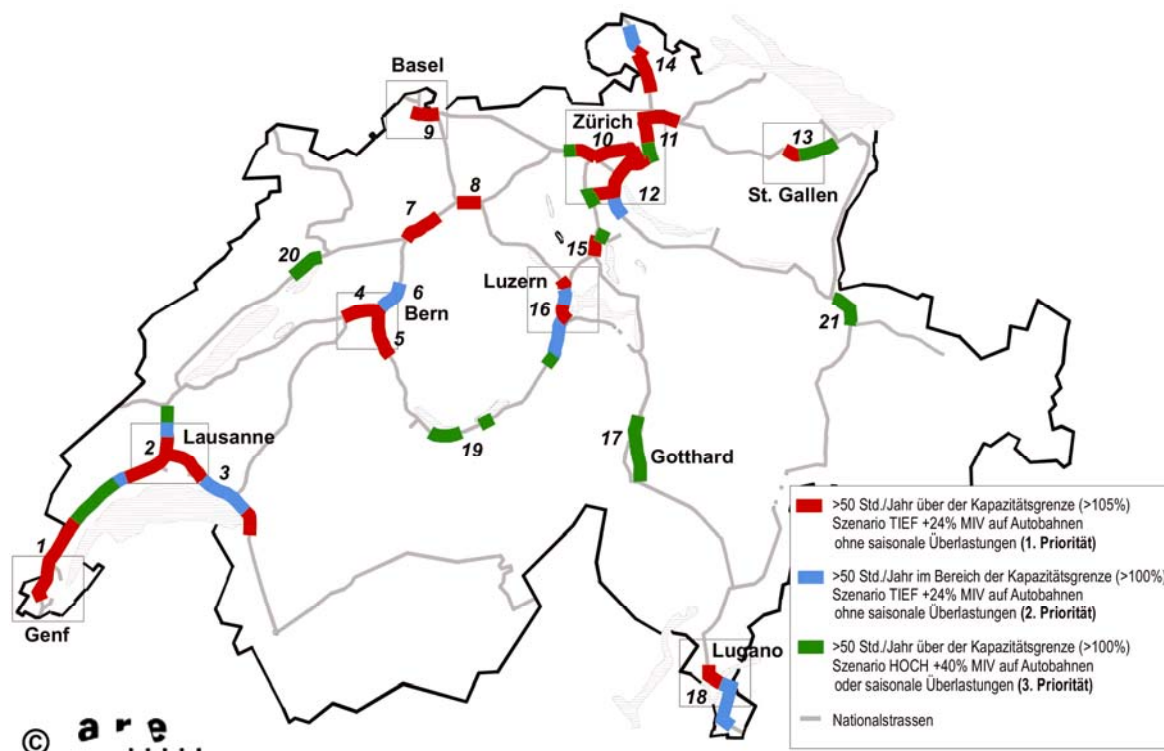 Basel
9
14
Zürich
10
11
13
12
St. Gallen
8
7
20
15
Luzern
16
4
6
Bern
5
21
19
17
Gotthard
2
Lausanne
3
1
Genf
Lugano
18
>50 Std./Jahr über der Kapazitätsgrenze (>105%)
Szenario TIEF +24% MIV auf Autobahnen
ohne saisonale Überlastungen (1. Priorität)
>50 Std./Jahr im Bereich der Kapazitätsgrenze (>100%)
Szenario TIEF +24% MIV auf Autobahnen
ohne saisonale Überlastungen (2. Priorität)
>50 Std./Jahr über der Kapazitätsgrenze (>100%)
Szenario HOCH +40% MIV auf Autobahnen
oder saisonale Überlastungen (3. Priorität)
Nationalstrassen
© are